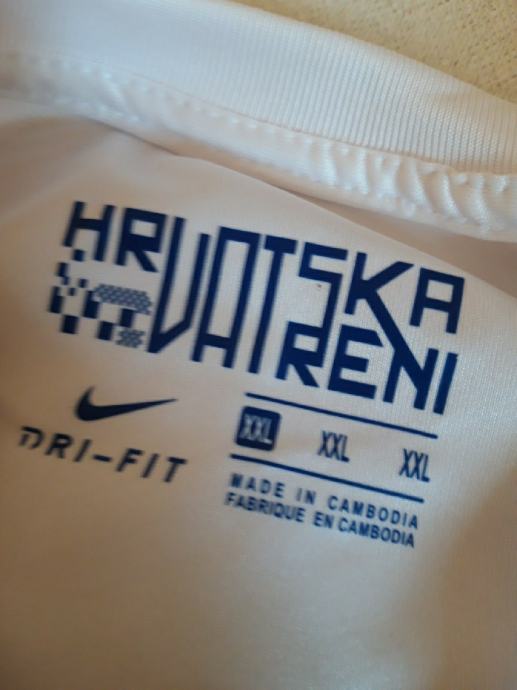 HRVATSKA
VATRENI
DRI-FIT
XXL XXL XXL
MADE IN CAMBODIA
FABRIQUE EN CAMBODIA